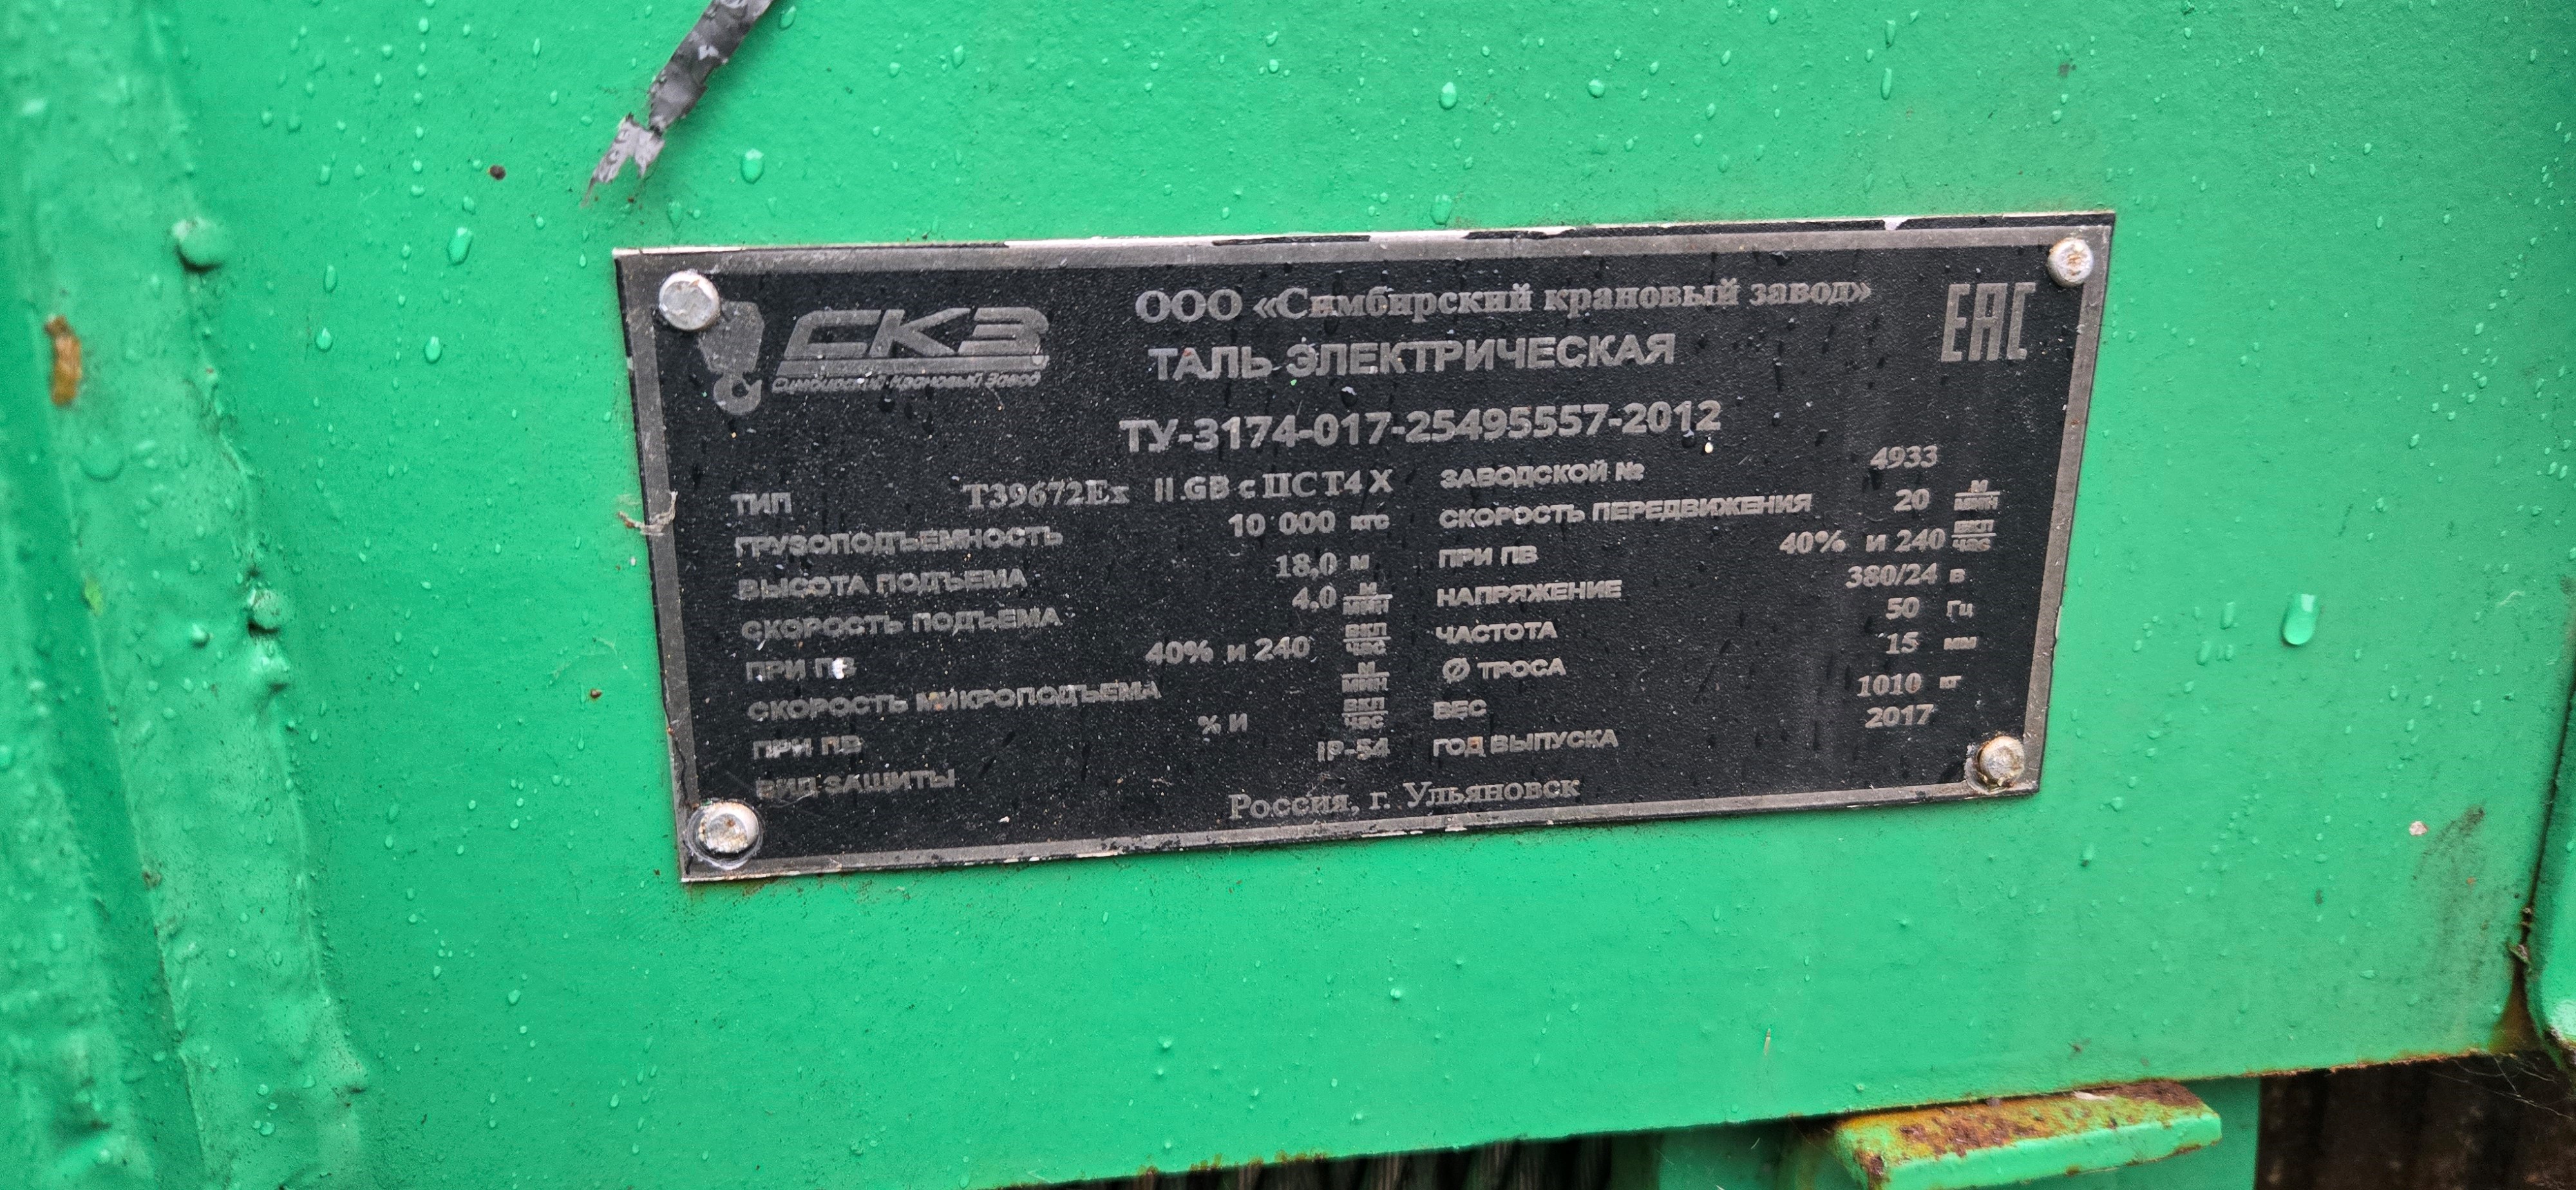 СКЗ
Симбирский Крановый Завод
ООО «Симбирский крановый завод»
EAC
ТАЛЬ ЭЛЕКТРИЧЕСКАЯ
ТУ-3174-017-25495557-2012
ТИП Т39672Ex II GB с IIC T4 X
ГРУЗОПОДЪЕМНОСТЬ 10 000 кгс
ВЫСОТА ПОДЪЕМА 18,0 м
СКОРОСТЬ ПОДЪЕМА 4,0 м/мин
ПРИ ПВ 40% и 240 вкл/час
СКОРОСТЬ МИКРОПОДЪЕМА м/мин
ПРИ ПВ % И вкл/час
ВИД ЗАЩИТЫ IP-54
ЗАВОДСКОЙ № 4933
СКОРОСТЬ ПЕРЕДВИЖЕНИЯ 20 м/мин
ПРИ ПВ 40% и 240 вкл/час
НАПРЯЖЕНИЕ 380/24 в
ЧАСТОТА 50 Гц
Ø ТРОСА 15 мм
ВЕС 1010 кг
ГОД ВЫПУСКА 2017
Россия, г. Ульяновск